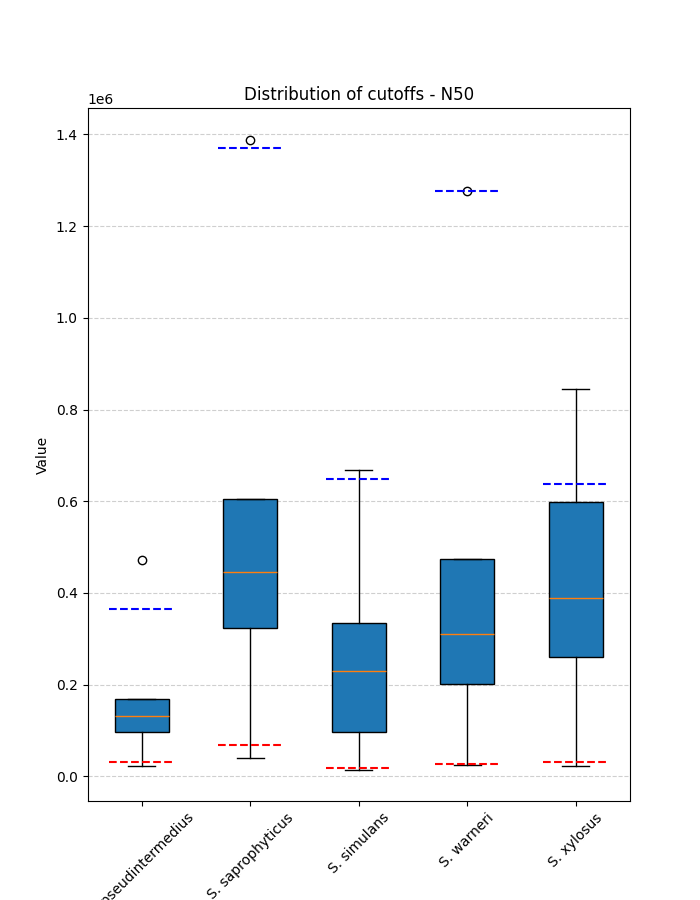 Distribution of cutoffs - N50
1e6
1.4
1.2
1.0
0.8
0.6
0.4
0.2
0.0
Value
pseudintermedius
S. saprophyticus
S. simulans
S. warneri
S. xylosus